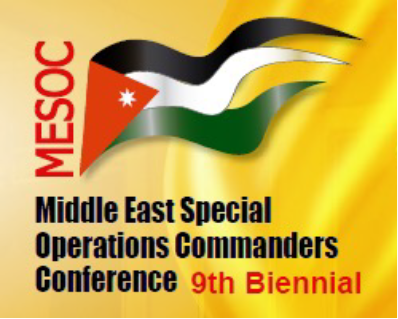 MESOC
Middle East Special
Operations Commanders
Conference 9th Biennial